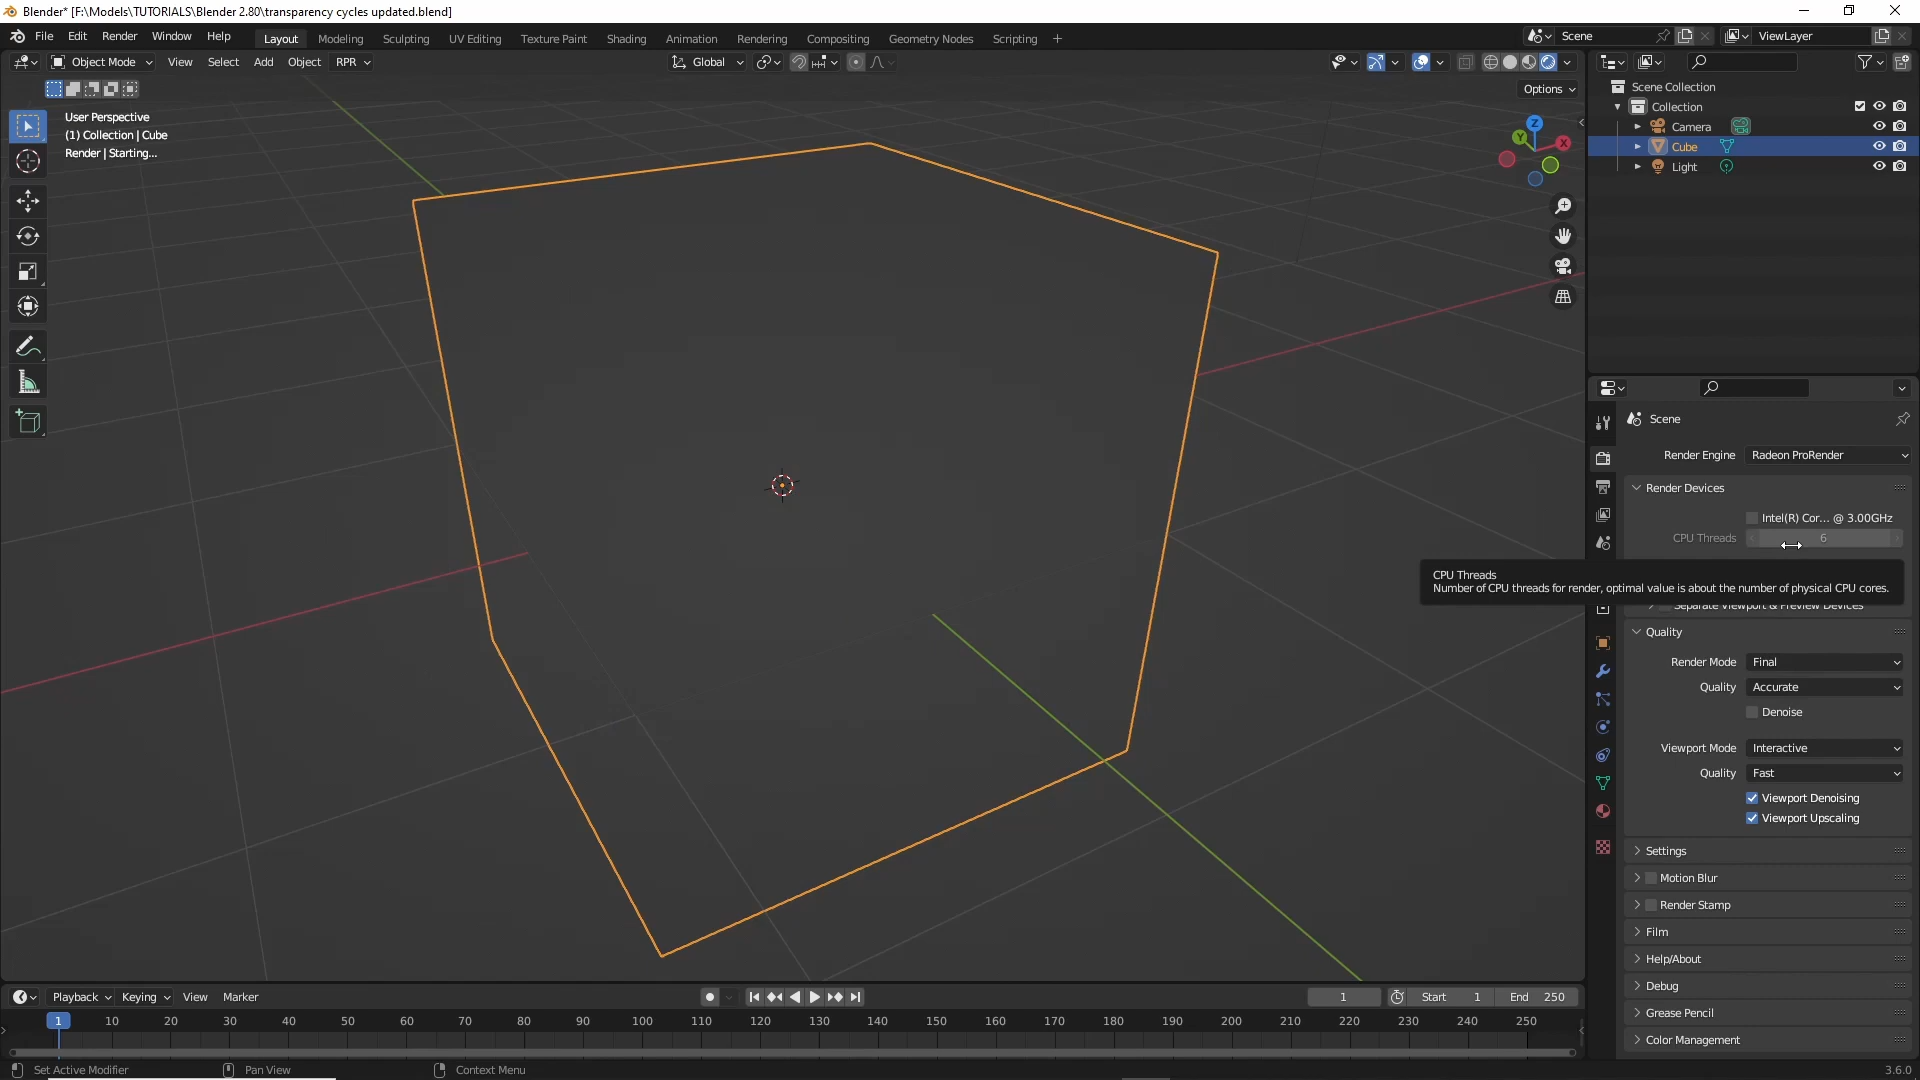 Blender* [F:\Models\TUTORIALS\Blender 2.80\transparency cycles updated.blend]
File Edit Render Window Help Layout Modeling Sculpting UV Editing Texture Paint Shading Animation Rendering Compositing Geometry Nodes Scripting + Scene ViewLayer
Object Mode View Select Add Object RPR Global
Options
User Perspective
(1) Collection | Cube
Render | Starting...
Z
Y
X
Scene Collection
Collection
Camera
Cube
Light
Scene
Render Engine Radeon ProRender
Render Devices
Intel(R) Cor... @ 3.00GHz
CPU Threads 6
CPU Threads
Number of CPU threads for render, optimal value is about the number of physical CPU cores.
Separate Viewport & Preview Devices
Quality
Render Mode Final
Quality Accurate
Denoise
Viewport Mode Interactive
Quality Fast
Viewport Denoising
Viewport Upscaling
Settings
Motion Blur
Render Stamp
Film
Help/About
Debug
Grease Pencil
Color Management
Playback Keying View Marker 1 Start 1 End 250
1 10 20 30 40 50 60 70 80 90 100 110 120 130 140 150 160 170 180 190 200 210 220 230 240 250
Set Active Modifier Pan View Context Menu 3.6.0